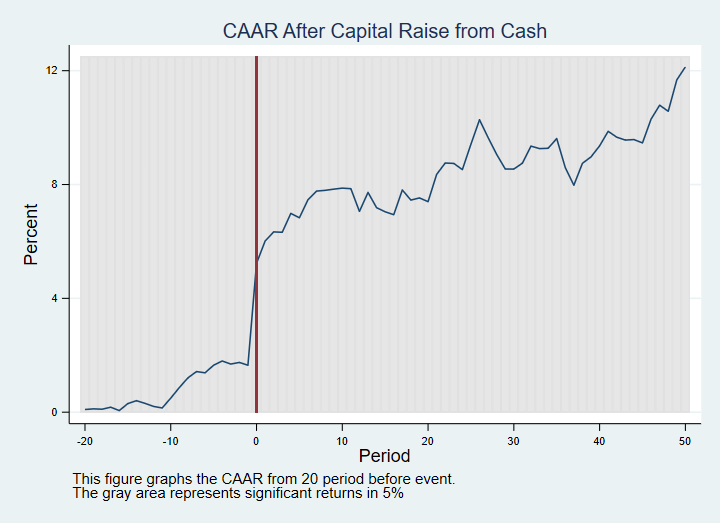 CAAR After Capital Raise from Cash
Percent
12
8
4
0
-20 -10 0 10 20 30 40 50
Period
This figure graphs the CAAR from 20 period before event.
The gray area represents significant returns in 5%